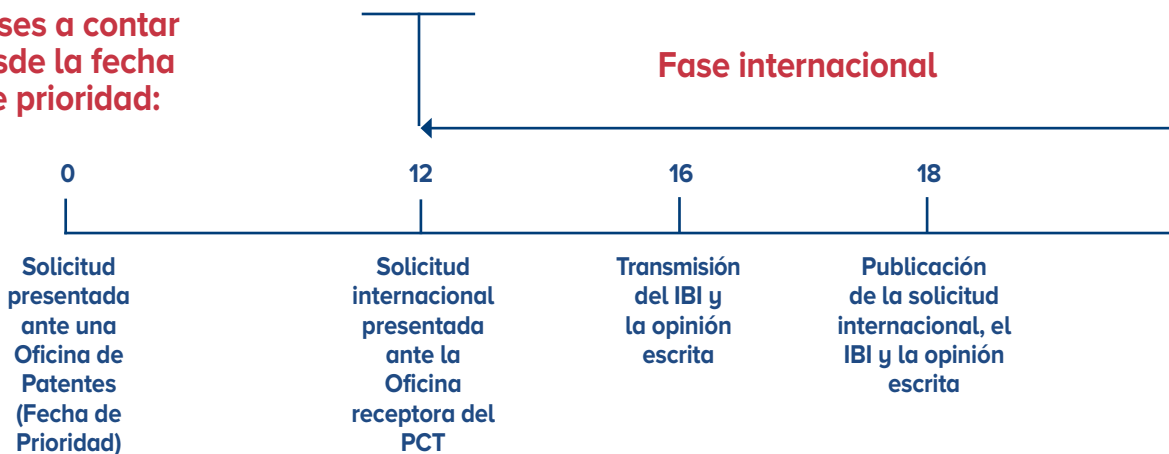 ses a contar
sde la fecha
e prioridad:
Fase internacional
0
12
16
18
Solicitud
presentada
ante una
Oficina de
Patentes
(Fecha de
Prioridad)
Solicitud
internacional
presentada
ante la
Oficina
receptora del
PCT
Transmisión
del IBI y
la opinión
escrita
Publicación
de la solicitud
internacional, el
IBI y la opinión
escrita